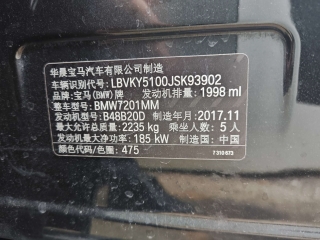 华晨宝马汽车有限公司制造
车辆识别代号: LBVKY5100JSK93902
品牌: 宝马(BMW)牌 发动机排量: 1998 ml
整车型号: BMW7201MM
发动机型号: B48B20D 制造年月: 2017.11
最大允许总质量: 2235 kg 乘坐人数: 5 人
发动机最大净功率: 185 kW 制造国: 中国
颜色代码/色圈: 475
7 310 673